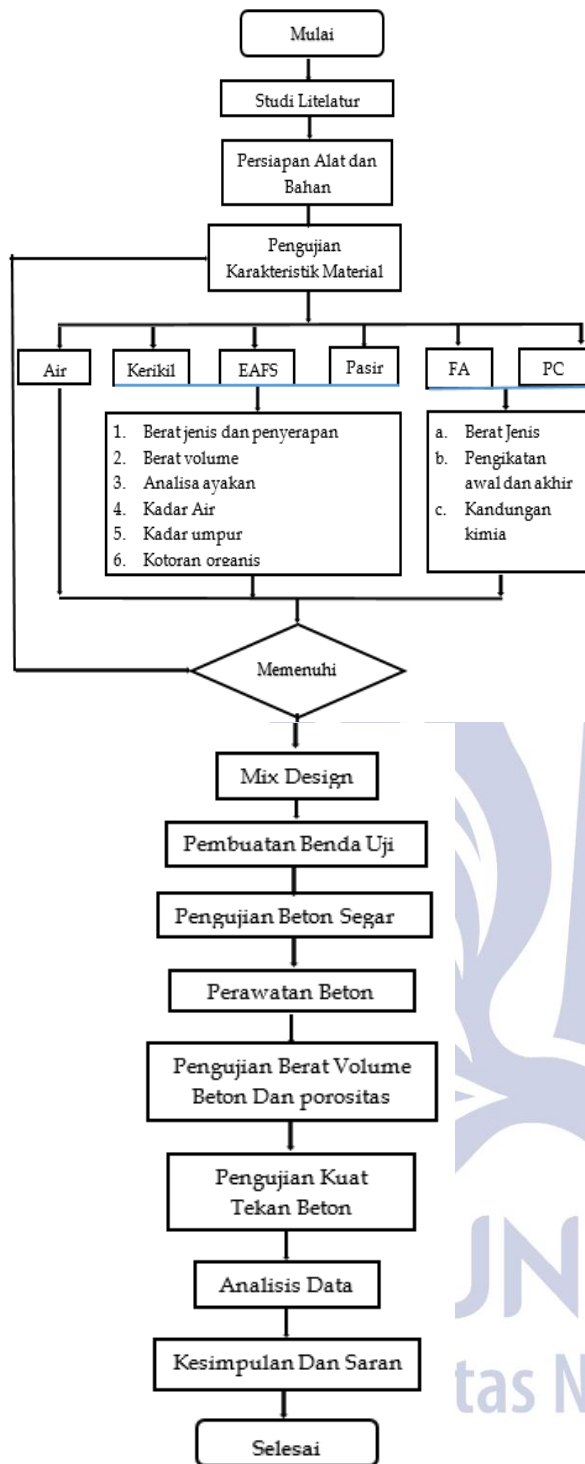 Mulai
Studi Litelatur
Persiapan Alat dan
Bahan
Pengujian
Karakteristik Material
Air
Kerikil
EAFS
Pasir
FA
PC
1. Berat jenis dan penyerapan
2. Berat volume
3. Analisa ayakan
4. Kadar Air
5. Kadar umpur
6. Kotoran organis
a. Berat Jenis
b. Pengikatan
awal dan akhir
c. Kandungan
kimia
Memenuhi
Mix Design
Pembuatan Benda Uji
Pengujian Beton Segar
Perawatan Beton
Pengujian Berat Volume
Beton Dan porositas
Pengujian Kuat
Tekan Beton
Analisis Data
Kesimpulan Dan Saran
Selesai
UN
tas N